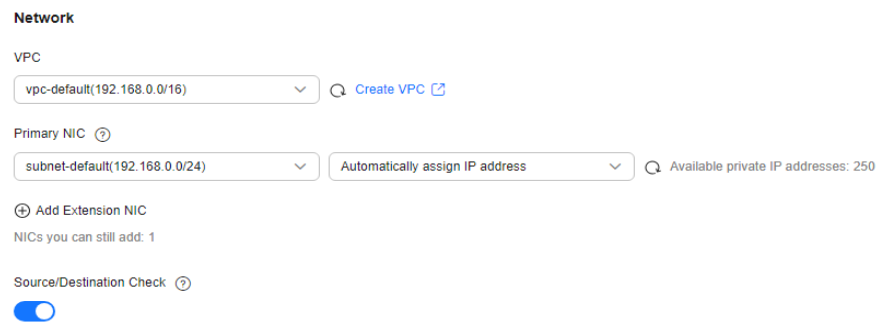 Network
VPC
vpc-default(192.168.0.0/16) Create VPC
Primary NIC
subnet-default(192.168.0.0/24) Automatically assign IP address Available private IP addresses: 250
Add Extension NIC
NICs you can still add: 1
Source/Destination Check